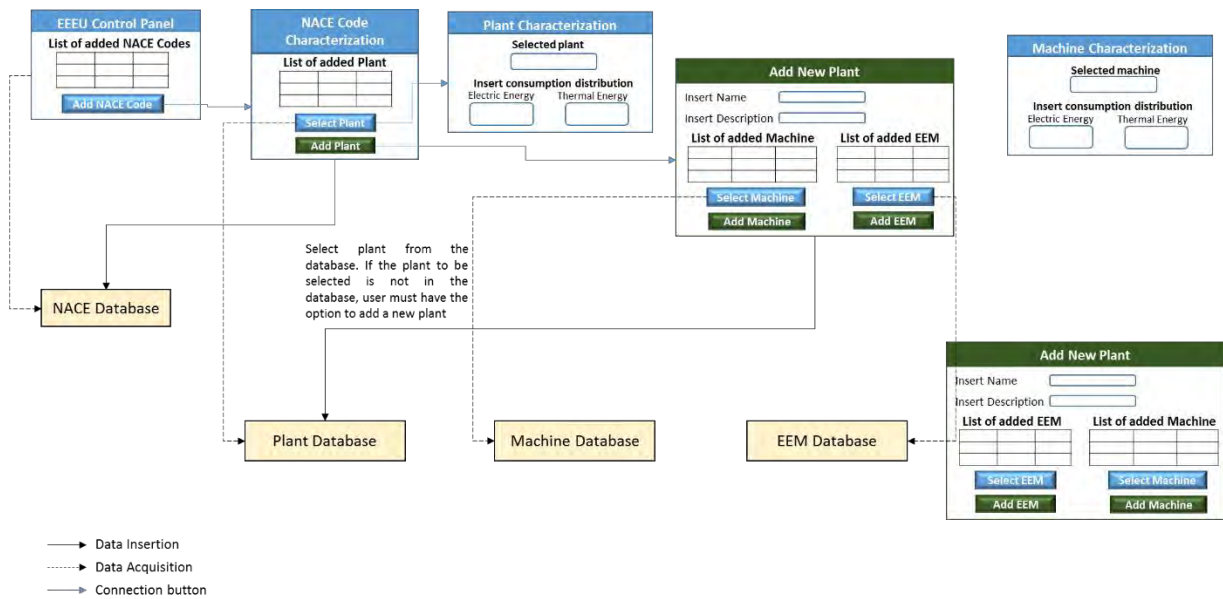 EEEU Control Panel
List of added NACE Codes
Add NACE Code
NACE Code
Characterization
List of added Plant
Select Plant
Add Plant
Plant Characterization
Selected plant
Insert consumption distribution
Electric Energy Thermal Energy
Add New Plant
Insert Name
Insert Description
List of added Machine List of added EEM
Select Machine Select EEM
Add Machine Add EEM
Machine Characterization
Selected machine
Insert consumption distribution
Electric Energy Thermal Energy
Select plant from the
database. If the plant to be
selected is not in the
database, user must have the
option to add a new plant
NACE Database
Add New Plant
Insert Name
Insert Description
List of added EEM List of added Machine
Select EEM Select Machine
Add EEM Add Machine
Plant Database
Machine Database
EEM Database
Data Insertion
Data Acquisition
Connection button